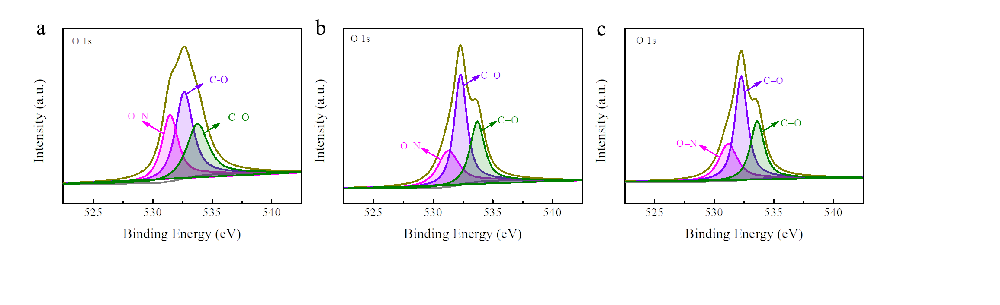 a
O 1s
C-O
O–N
C=O
Intensity (a.u.)
525 530 535 540
Binding Energy (eV)
b
O 1s
C–O
C=O
O–N
Intensity (a.u.)
525 530 535 540
Binding Energy (eV)
c
O 1s
C–O
C=O
O–N
Intensity (a.u.)
525 530 535 540
Binding Energy (eV)